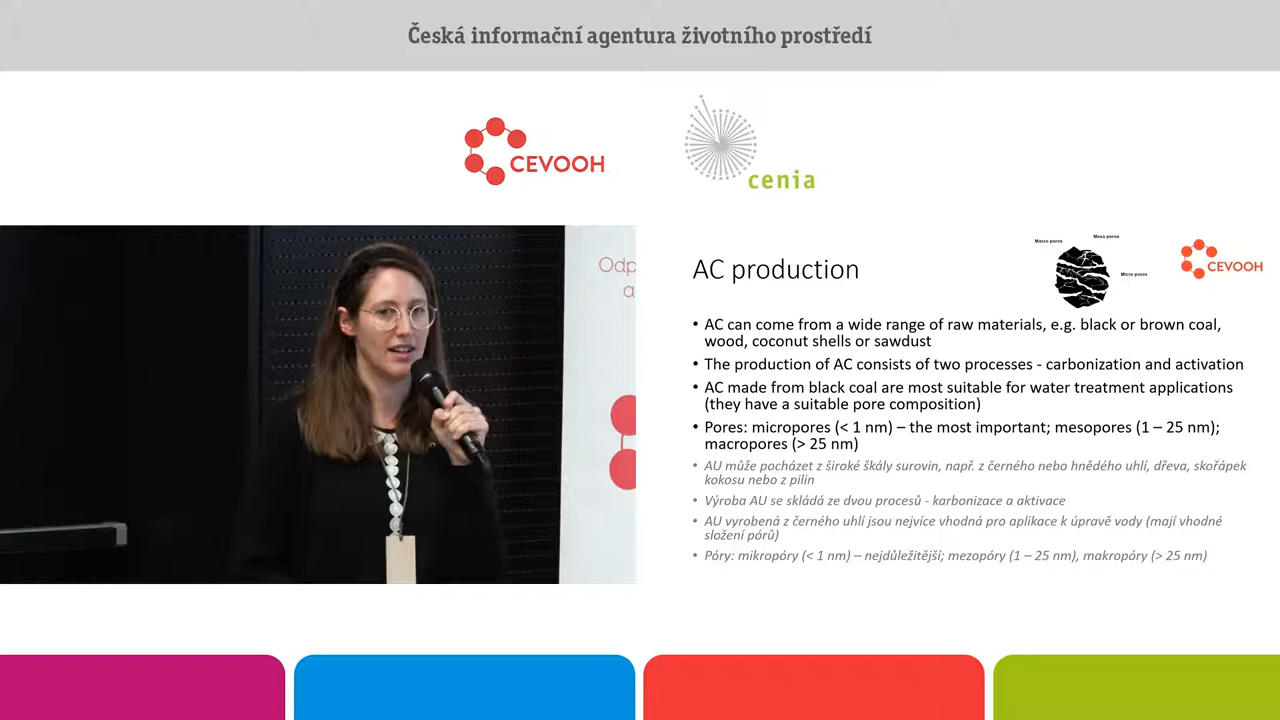 Česká informační agentura životního prostředí
CEVOOH
cenia
Odp
a
AC production
Macro poros
Meso poros
Micro poros
CEVOOH
• AC can come from a wide range of raw materials, e.g. black or brown coal,
wood, coconut shells or sawdust
• The production of AC consists of two processes - carbonization and activation
• AC made from black coal are most suitable for water treatment applications
(they have a suitable pore composition)
• Pores: micropores (< 1 nm) – the most important; mesopores (1 – 25 nm);
macropores (> 25 nm)
• AU může pocházet z široké škály surovin, např. z černého nebo hnědého uhlí, dřeva, skořápek
kokosu nebo z pilin
• Výroba AU se skládá ze dvou procesů - karbonizace a aktivace
• AU vyrobená z černého uhlí jsou nejvíce vhodná pro aplikace k úpravě vody (mají vhodné
složení pórů)
• Póry: mikropóry (< 1 nm) – nejdůležitější; mezopóry (1 – 25 nm), makropóry (> 25 nm)